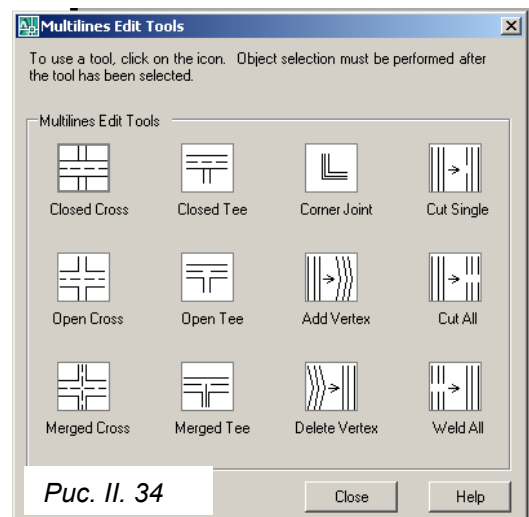 Multilines Edit Tools
To use a tool, click on the icon. Object selection must be performed after
the tool has been selected.
Multilines Edit Tools
Closed Cross
Closed Tee
Corner Joint
Cut Single
Open Cross
Open Tee
Add Vertex
Cut All
Merged Cross
Merged Tee
Delete Vertex
Weld All
Рис. II. 34
Close
Help